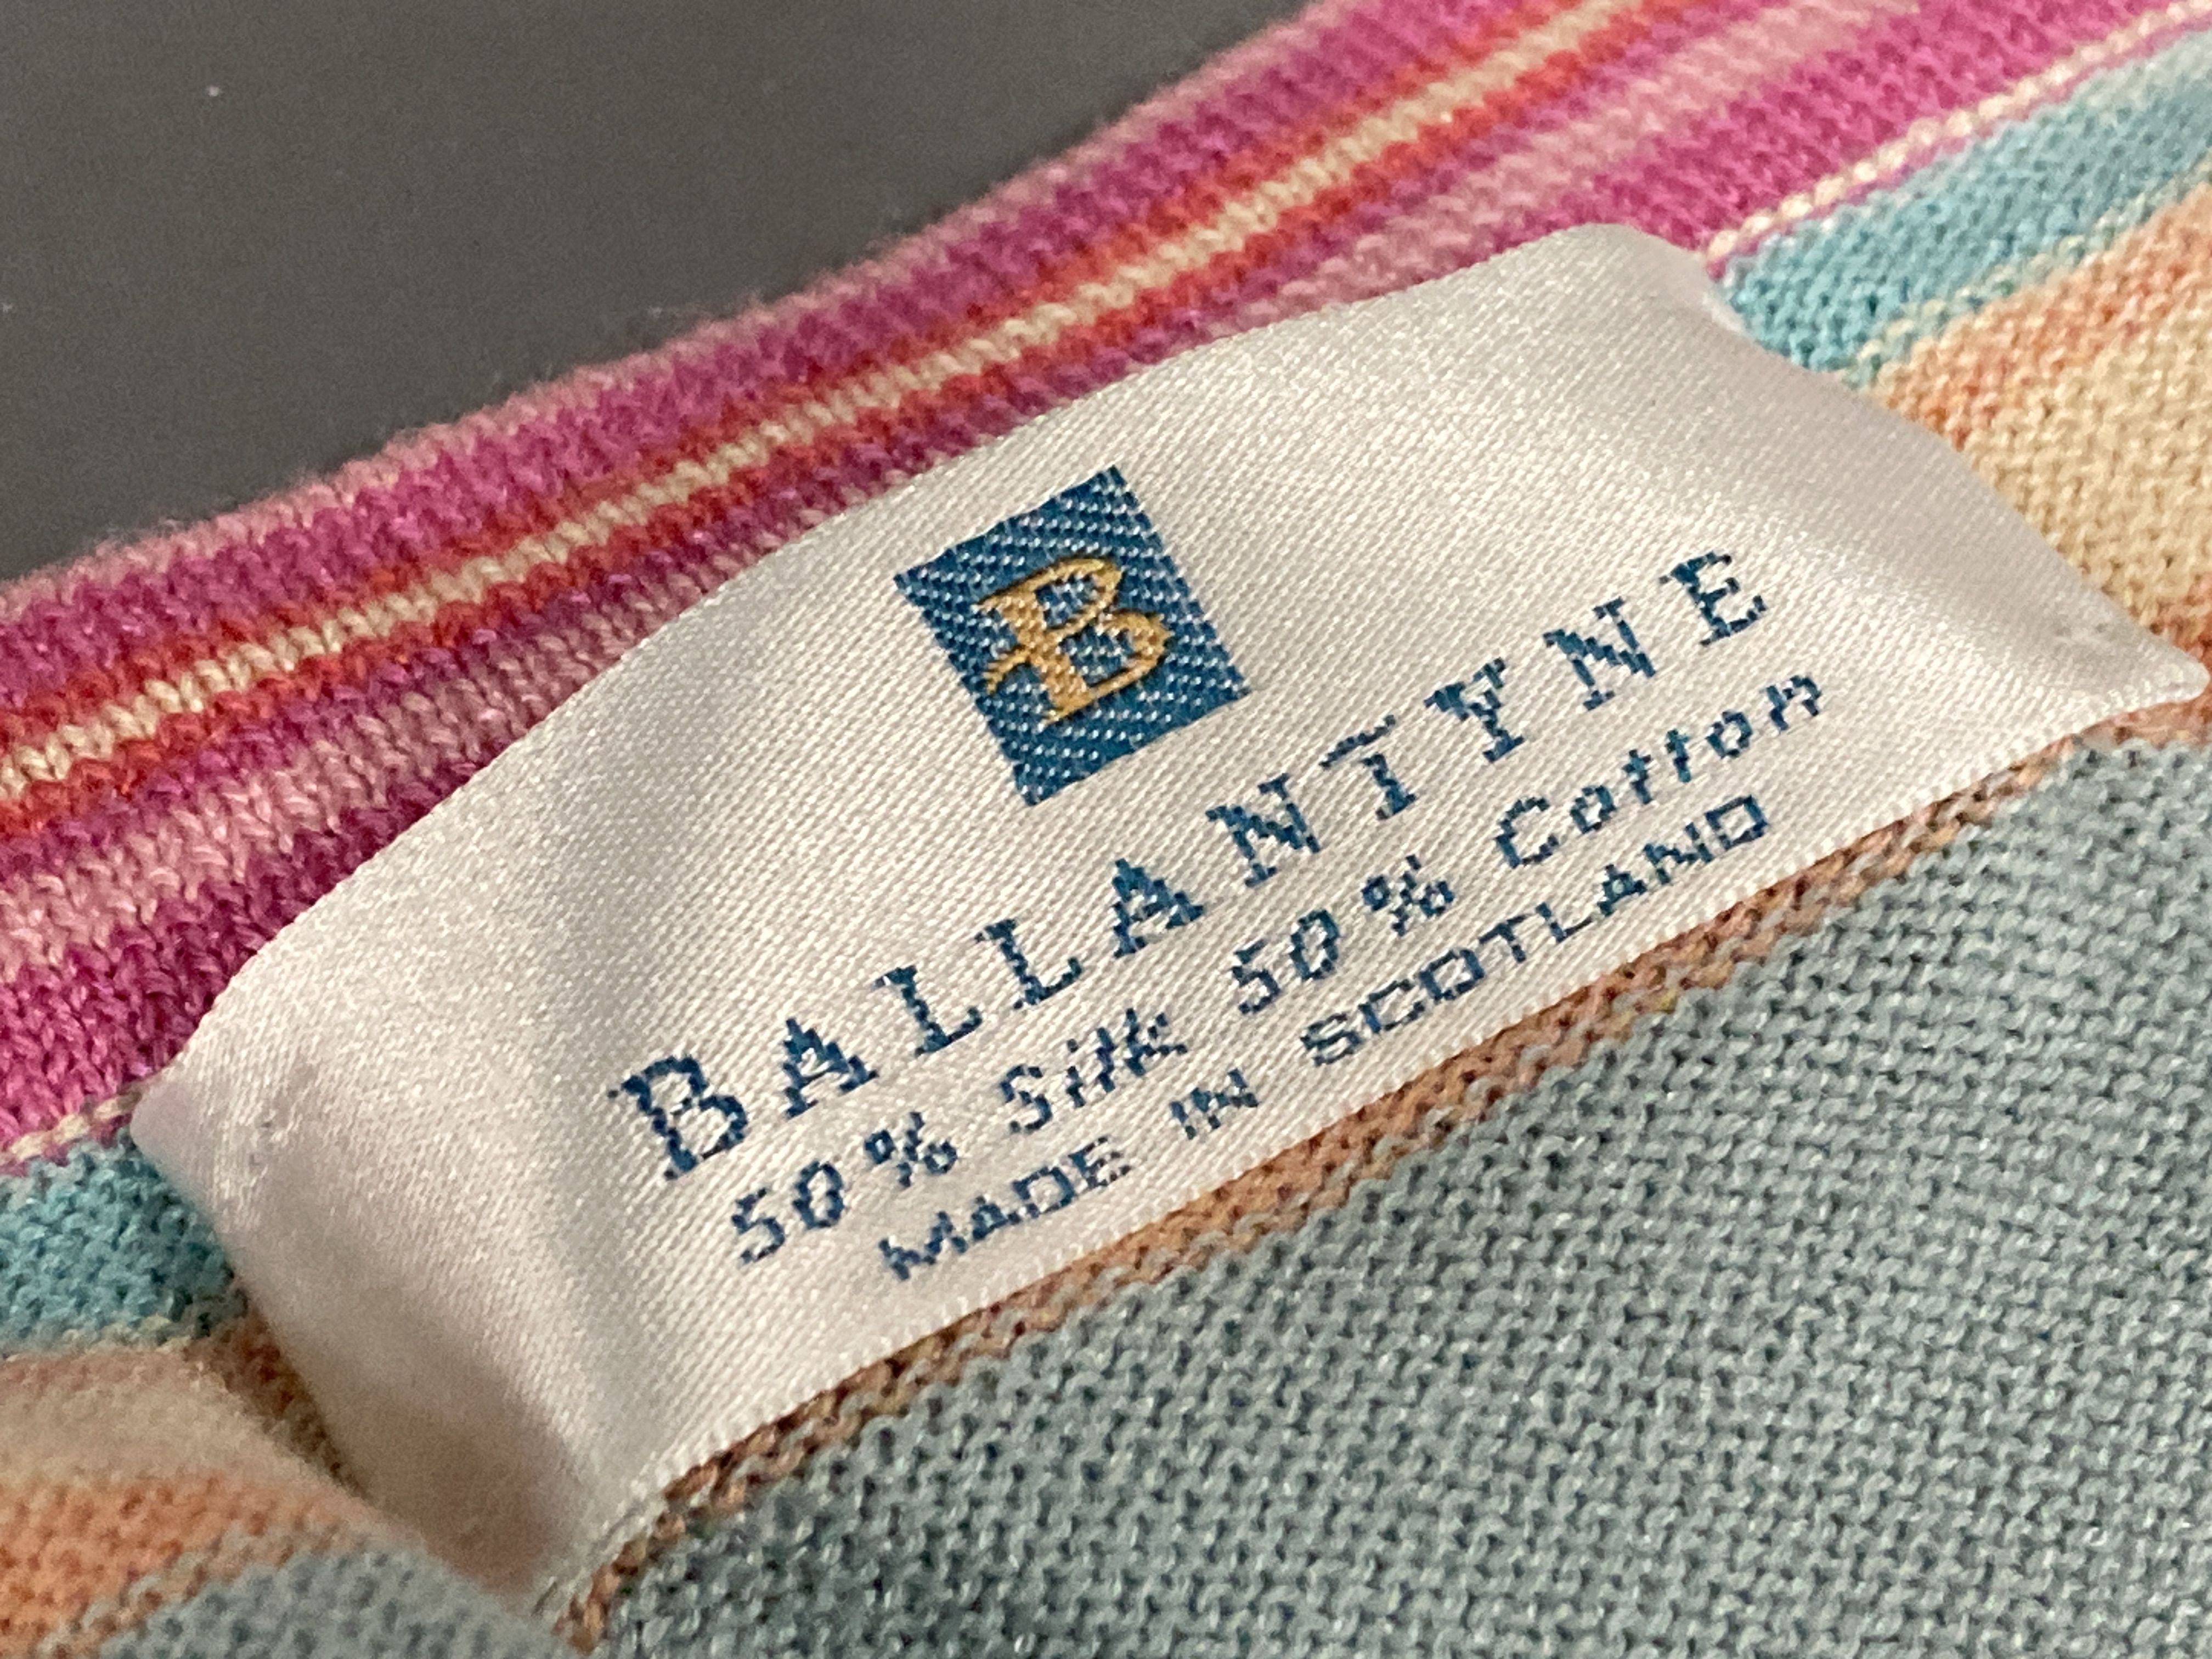 B
BALLANTYNE
50% Silk 50% Cotton
MADE IN SCOTLAND